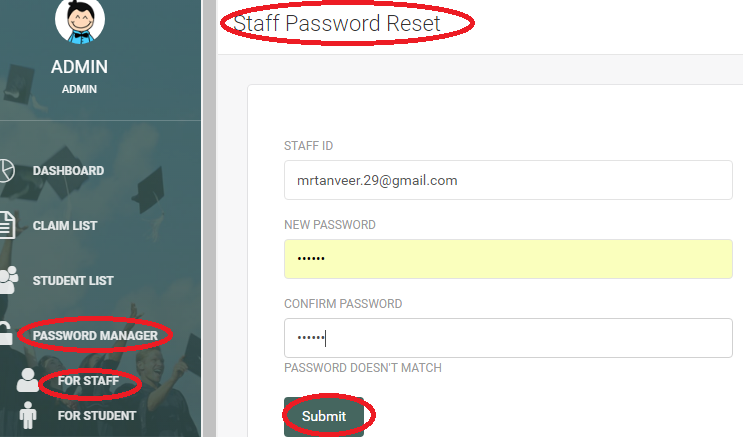 Staff Password Reset
ADMIN
ADMIN
DASHBOARD
CLAIM LIST
STUDENT LIST
PASSWORD MANAGER
FOR STAFF
FOR STUDENT
STAFF ID
mrtanveer.29@gmail.com
NEW PASSWORD
••••••
CONFIRM PASSWORD
••••••
PASSWORD DOESN'T MATCH
Submit